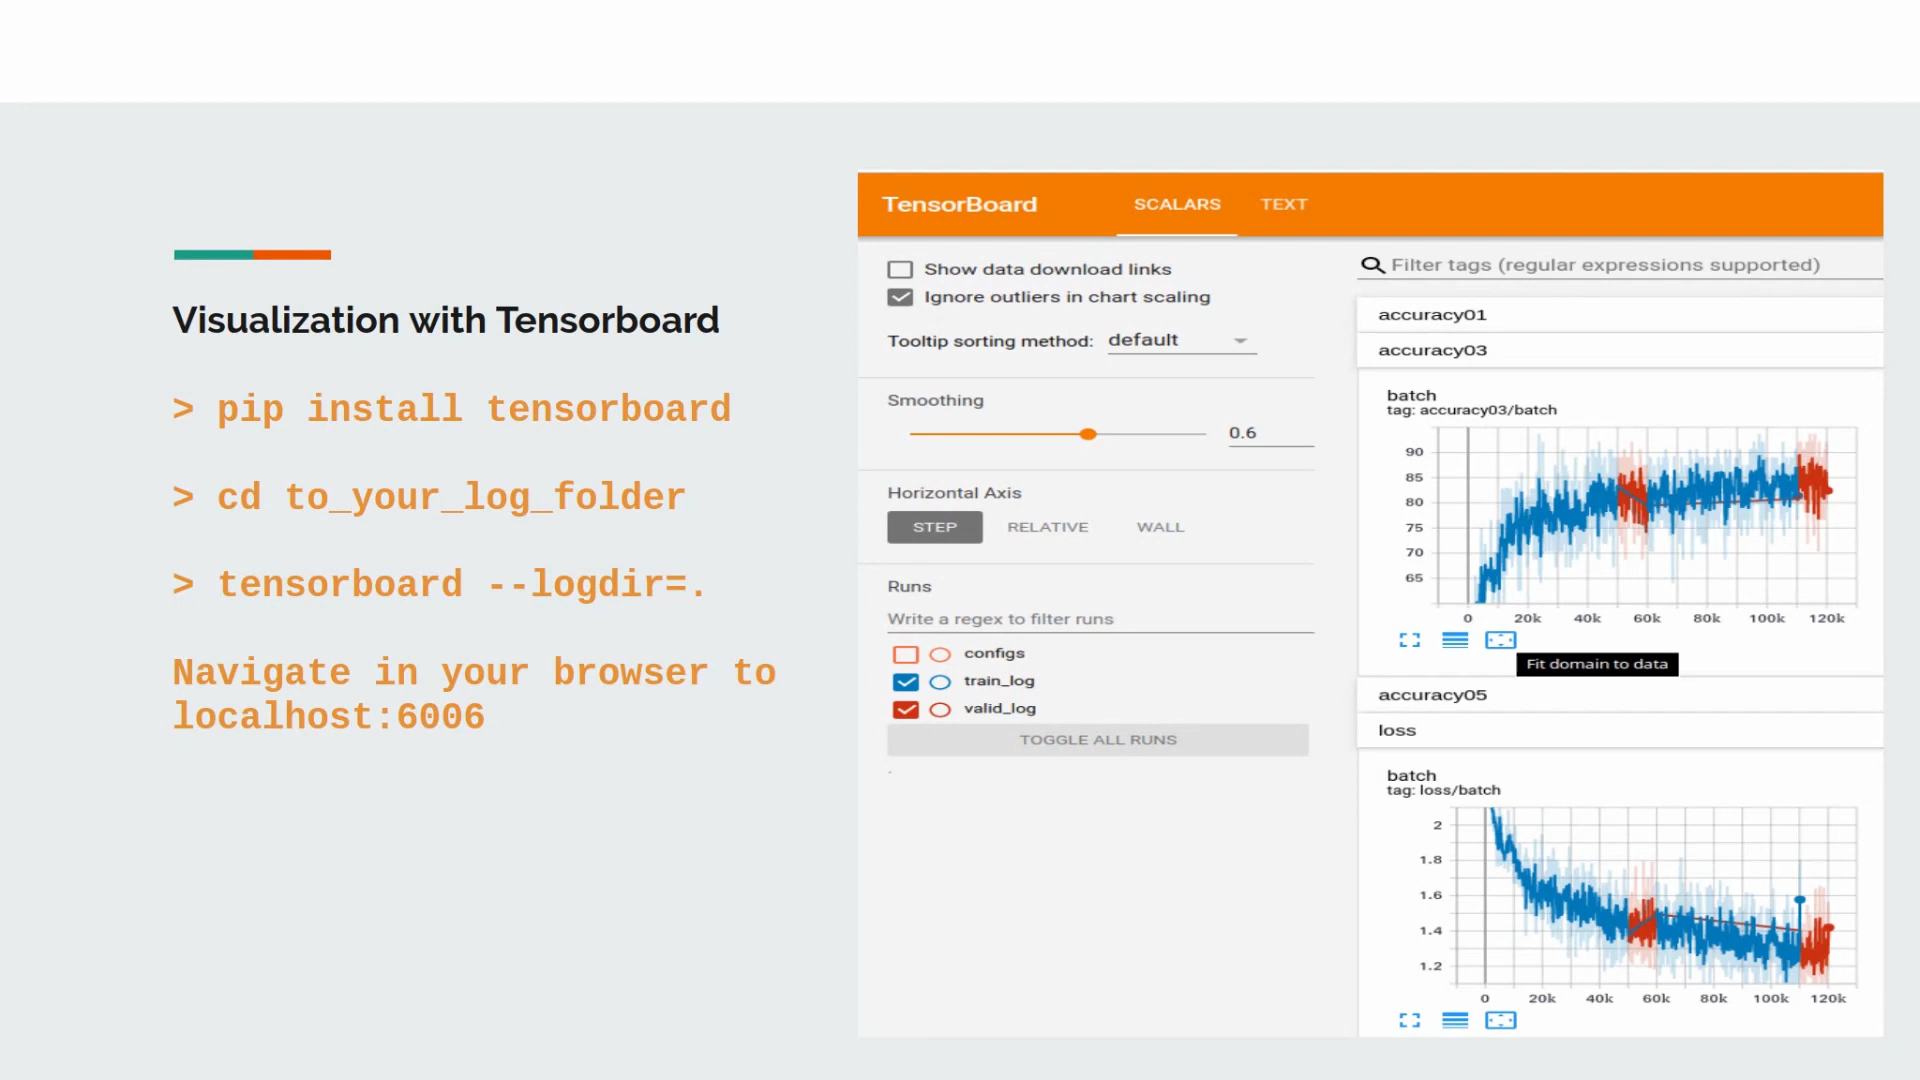 Visualization with Tensorboard
> pip install tensorboard
> cd to_your_log_folder
> tensorboard --logdir=.
Navigate in your browser to
localhost:6006
TensorBoard
SCALARS
TEXT
Show data download links
Ignore outliers in chart scaling
Tooltip sorting method: default
Smoothing
0.6
Horizontal Axis
STEP
RELATIVE
WALL
Runs
Write a regex to filter runs
configs
train_log
valid_log
TOGGLE ALL RUNS
.
Filter tags (regular expressions supported)
accuracy01
accuracy03
batch
tag: accuracy03/batch
90
85
80
75
70
65
0 20k 40k 60k 80k 100k 120k
Fit domain to data
accuracy05
loss
batch
tag: loss/batch
2
1.8
1.6
1.4
1.2
0 20k 40k 60k 80k 100k 120k